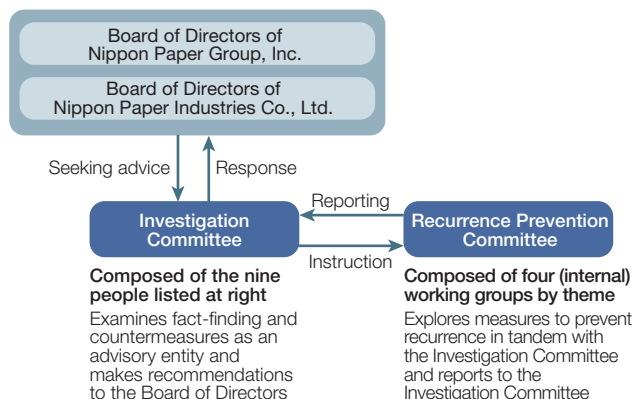 Board of Directors of
Nippon Paper Group, Inc.
Board of Directors of
Nippon Paper Industries Co., Ltd.
Seeking advice
Response
Reporting
Investigation
Committee
Recurrence Prevention
Committee
Instruction
Composed of the nine
people listed at right
Examines fact-finding and
countermeasures as an
advisory entity and
makes recommendations
to the Board of Directors
Composed of four (internal)
working groups by theme
Explores measures to prevent
recurrence in tandem with
the Investigation Committee
and reports to the
Investigation Committee